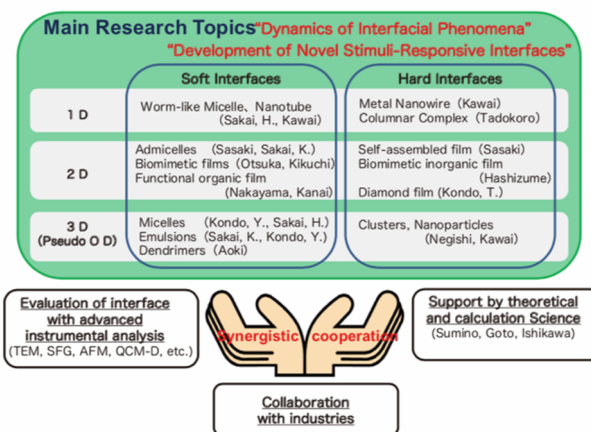 Main Research Topics "Dynamics of Interfacial Phenomena"
"Development of Novel Stimuli-Responsive Interfaces"
Soft Interfaces
Hard Interfaces
1 D
Worm-like Micelle、Nanotube
(Sakai, H., Kawai)
Metal Nanowire (Kawai)
Columnar Complex (Tadokoro)
2 D
Admicelles (Sasaki, Sakai, K.)
Biomimetic films (Otsuka, Kikuchi)
Functional organic film
(Nakayama, Kanai)
Self-assembled film (Sasaki)
Biomimetic inorganic film
(Hashizume)
Diamond film (Kondo, T.)
3 D
(Pseudo O D)
Micelles (Kondo, Y., Sakai, H.)
Emulsions (Sakai, K., Kondo, Y.)
Dendrimers (Aoki)
Clusters, Nanoparticles
(Negishi, Kawai)
Evaluation of interface
with advanced
instrumental analysis
(TEM, SFG, AFM, QCM-D, etc.)
Synergistic cooperation
Support by theoretical
and calculation Science
(Sumino, Goto, Ishikawa)
Collaboration
with industries